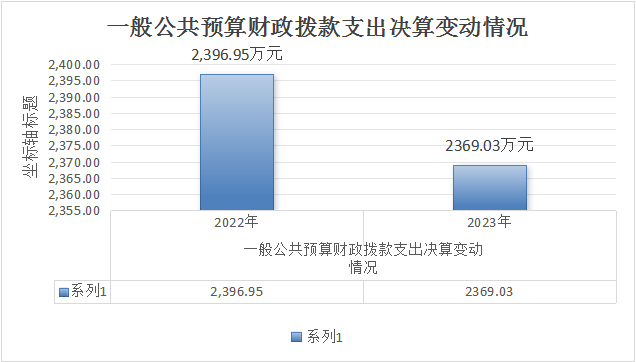 一般公共预算财政拨款支出决算变动情况
2,396.95万元
2369.03万元
坐标轴标题
2,400.00
2,395.00
2,390.00
2,385.00
2,380.00
2,375.00
2,370.00
2,365.00
2,360.00
2,355.00
2022年
2023年
一般公共预算财政拨款支出决算变动
情况
系列1
2,396.95
2369.03
系列1